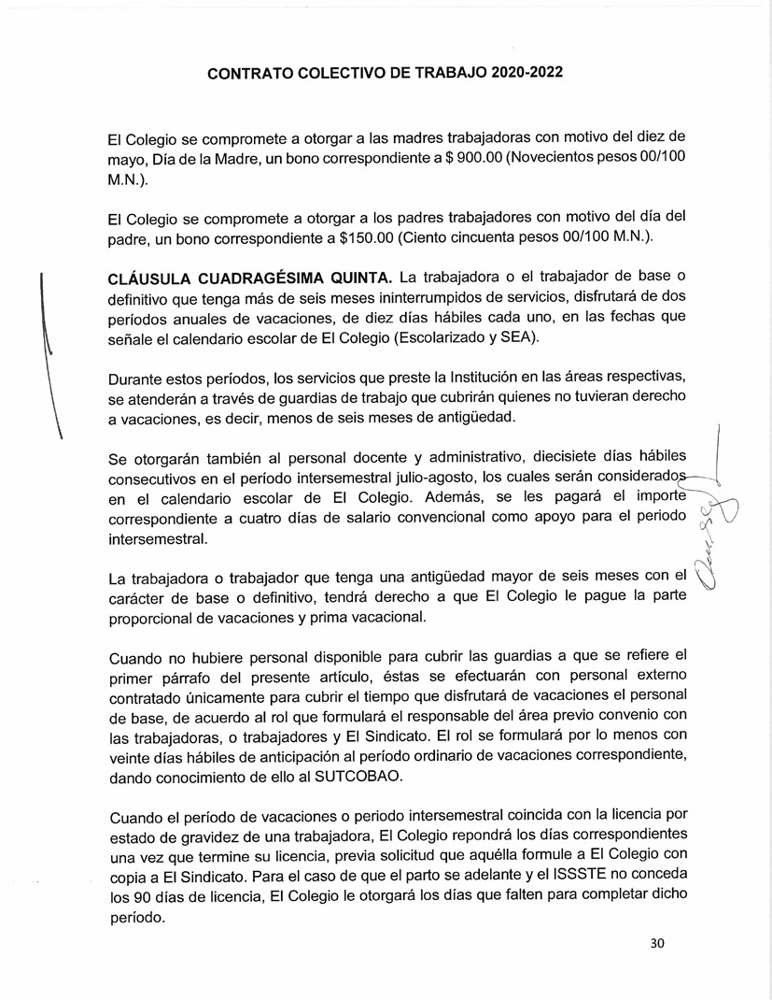 CONTRATO COLECTIVO DE TRABAJO 2020-2022
El Colegio se compromete a otorgar a las madres trabajadoras con motivo del diez de
mayo, Día de la Madre, un bono correspondiente a $ 900.00 (Novecientos pesos 00/100
M.N.).
El Colegio se compromete a otorgar a los padres trabajadores con motivo del día del
padre, un bono correspondiente a $150.00 (Ciento cincuenta pesos 00/100 M.N.).
CLÁUSULA CUADRAGÉSIMA QUINTA. La trabajadora o el trabajador de base o
definitivo que tenga más de seis meses ininterrumpidos de servicios, disfrutará de dos
períodos anuales de vacaciones, de diez días hábiles cada uno, en las fechas que
señale el calendario escolar de El Colegio (Escolarizado y SEA).
Durante estos períodos, los servicios que preste la Institución en las áreas respectivas,
se atenderán a través de guardias de trabajo que cubrirán quienes no tuvieran derecho
a vacaciones, es decir, menos de seis meses de antigüedad.
Se otorgarán también al personal docente y administrativo, diecisiete días hábiles
consecutivos en el período intersemestral julio-agosto, los cuales serán considerados
en el calendario escolar de El Colegio. Además, se les pagará el importe
correspondiente a cuatro días de salario convencional como apoyo para el periodo
intersemestral.
La trabajadora o trabajador que tenga una antigüedad mayor de seis meses con el
carácter de base o definitivo, tendrá derecho a que El Colegio le pague la parte
proporcional de vacaciones y prima vacacional.
Cuando no hubiere personal disponible para cubrir las guardias a que se refiere el
primer párrafo del presente artículo, éstas se efectuarán con personal externo
contratado únicamente para cubrir el tiempo que disfrutará de vacaciones el personal
de base, de acuerdo al rol que formulará el responsable del área previo convenio con
las trabajadoras, o trabajadores y El Sindicato. El rol se formulará por lo menos con
veinte días hábiles de anticipación al período ordinario de vacaciones correspondiente,
dando conocimiento de ello al SUTCOBAO.
Cuando el período de vacaciones o periodo intersemestral coincida con la licencia por
estado de gravidez de una trabajadora, El Colegio repondrá los días correspondientes
una vez que termine su licencia, previa solicitud que aquélla formule a El Colegio con
copia a El Sindicato. Para el caso de que el parto se adelante y el ISSSTE no conceda
los 90 días de licencia, El Colegio le otorgará los días que falten para completar dicho
período.
30